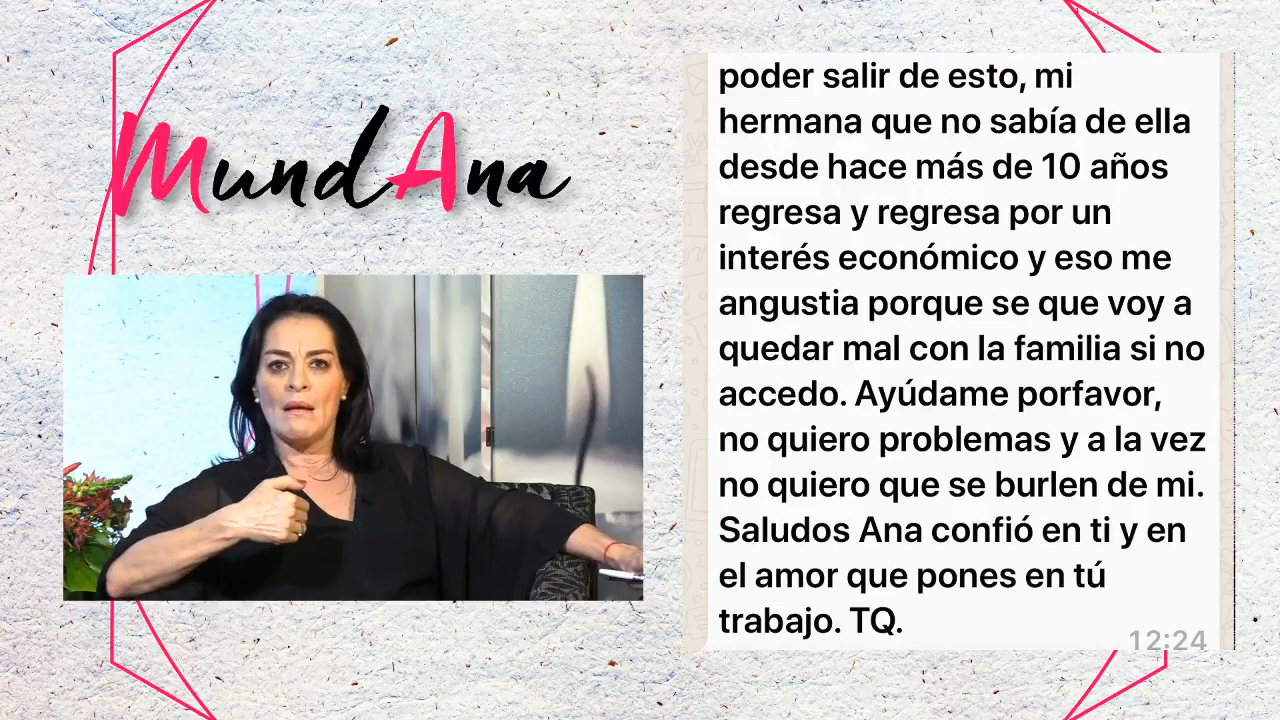 MundAna
poder salir de esto, mi
hermana que no sabía de ella
desde hace más de 10 años
regresa y regresa por un
interés económico y eso me
angustia porque se que voy a
quedar mal con la familia si no
accedo. Ayúdame porfavor,
no quiero problemas y a la vez
no quiero que se burlen de mi.
Saludos Ana confió en ti y en
el amor que pones en tú
trabajo. TQ.
12:24